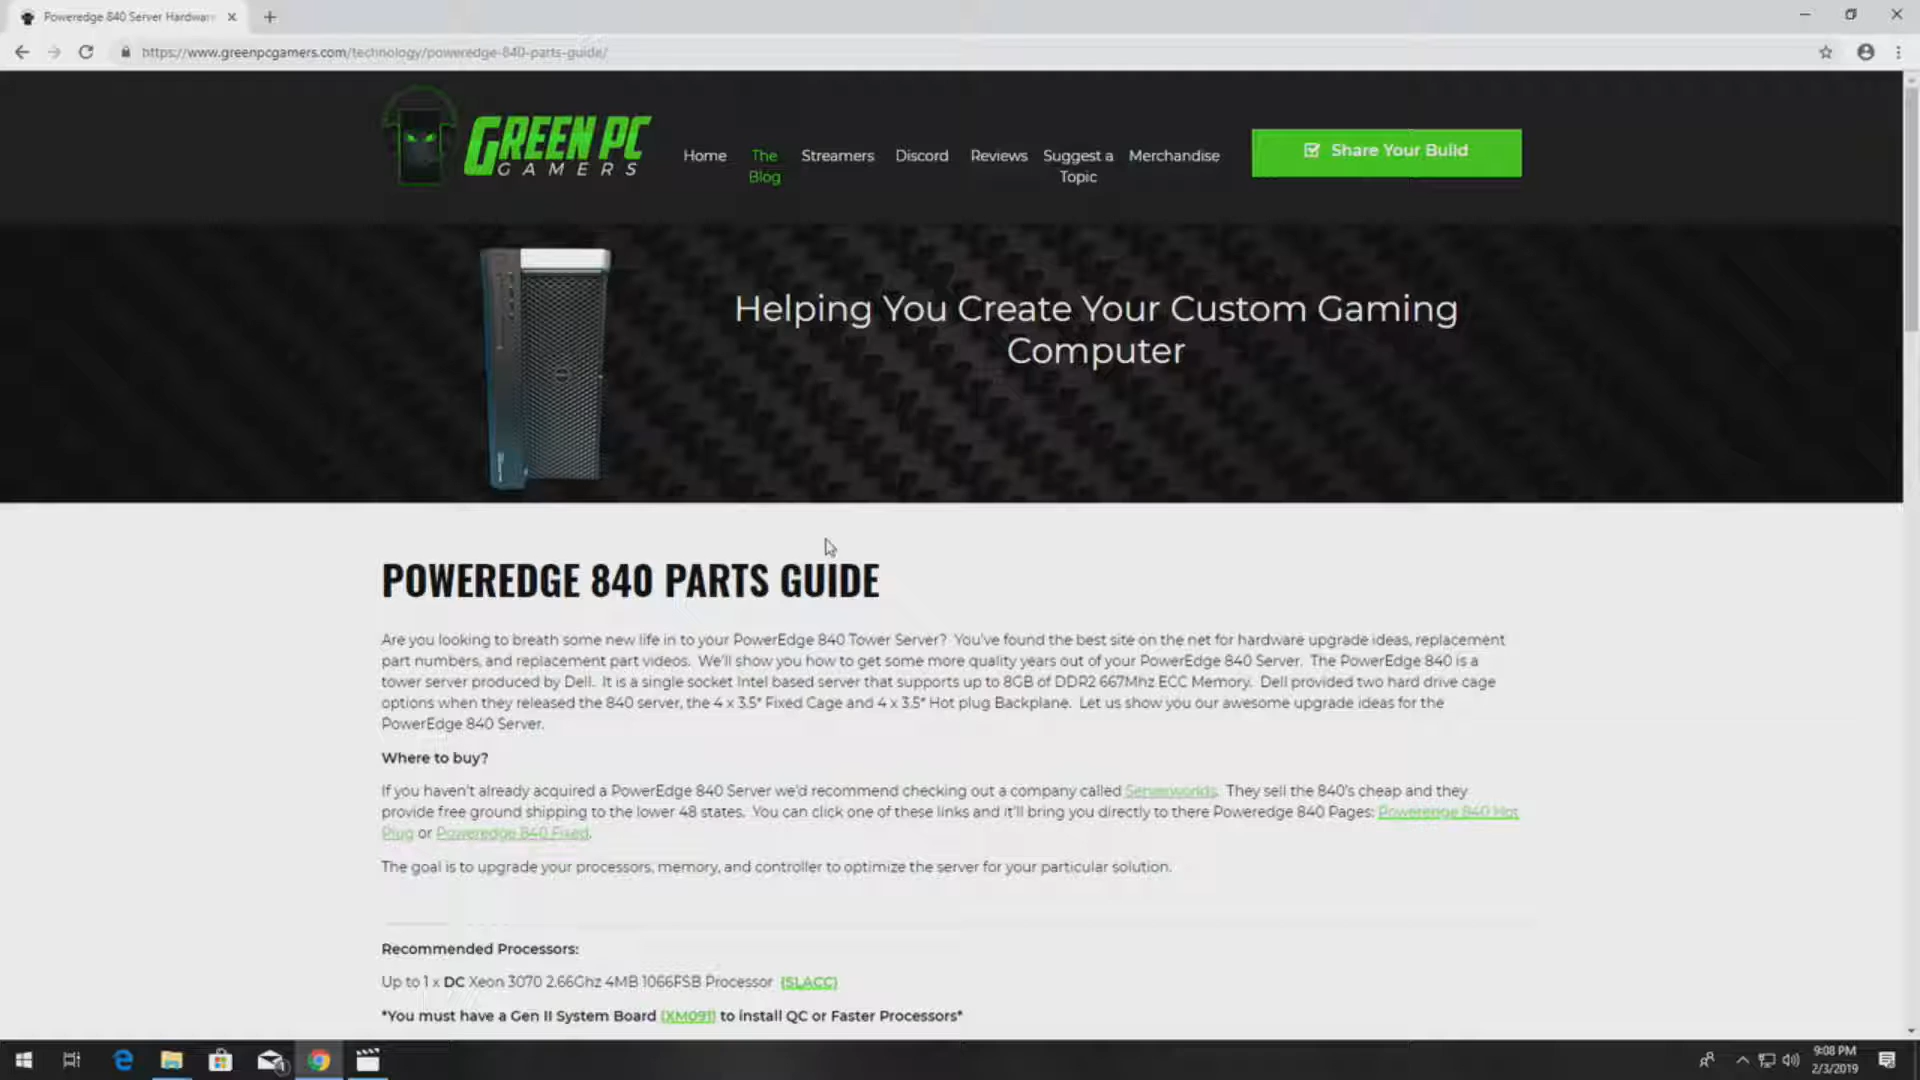 Poweredge 840 Server Hardwar
https://www.greenpcgamers.com/technology/poweredge-840-parts-guide/
GREEN PC
GAMERS
Home
The
Blog
Streamers
Discord
Reviews
Suggest a
Topic
Merchandise
Share Your Build
Helping You Create Your Custom Gaming
Computer
POWEREDGE 840 PARTS GUIDE
Are you looking to breath some new life in to your PowerEdge 840 Tower Server? You've found the best site on the net for hardware upgrade ideas, replacement
part numbers, and replacement part videos. We'll show you how to get some more quality years out of your PowerEdge 840 Server. The PowerEdge 840 is a
tower server produced by Dell. It is a single socket Intel based server that supports up to 8GB of DDR2 667Mhz ECC Memory. Dell provided two hard drive cage
options when they released the 840 server, the 4 x 3.5" Fixed Cage and 4 x 3.5" Hot plug Backplane. Let us show you our awesome upgrade ideas for the
PowerEdge 840 Server.
Where to buy?
If you haven't already acquired a PowerEdge 840 Server we'd recommend checking out a company called They sell the 840's cheap and they
provide free ground shipping to the lower 48 states. You can click one of these links and it'll bring you directly to there Poweredge 840 Pages: Poweredge 840 Hot
Plug or Poweredge 840 Fixed.
The goal is to upgrade your processors, memory, and controller to optimize the server for your particular solution.
Recommended Processors:
Up to 1 x DC Xeon 3070 2.66Ghz 4MB 1066FSB Processor (SLACC)
*You must have a Gen II System Board (XM091) to install QC or Faster Processors*
9:08 PM
2/3/2019